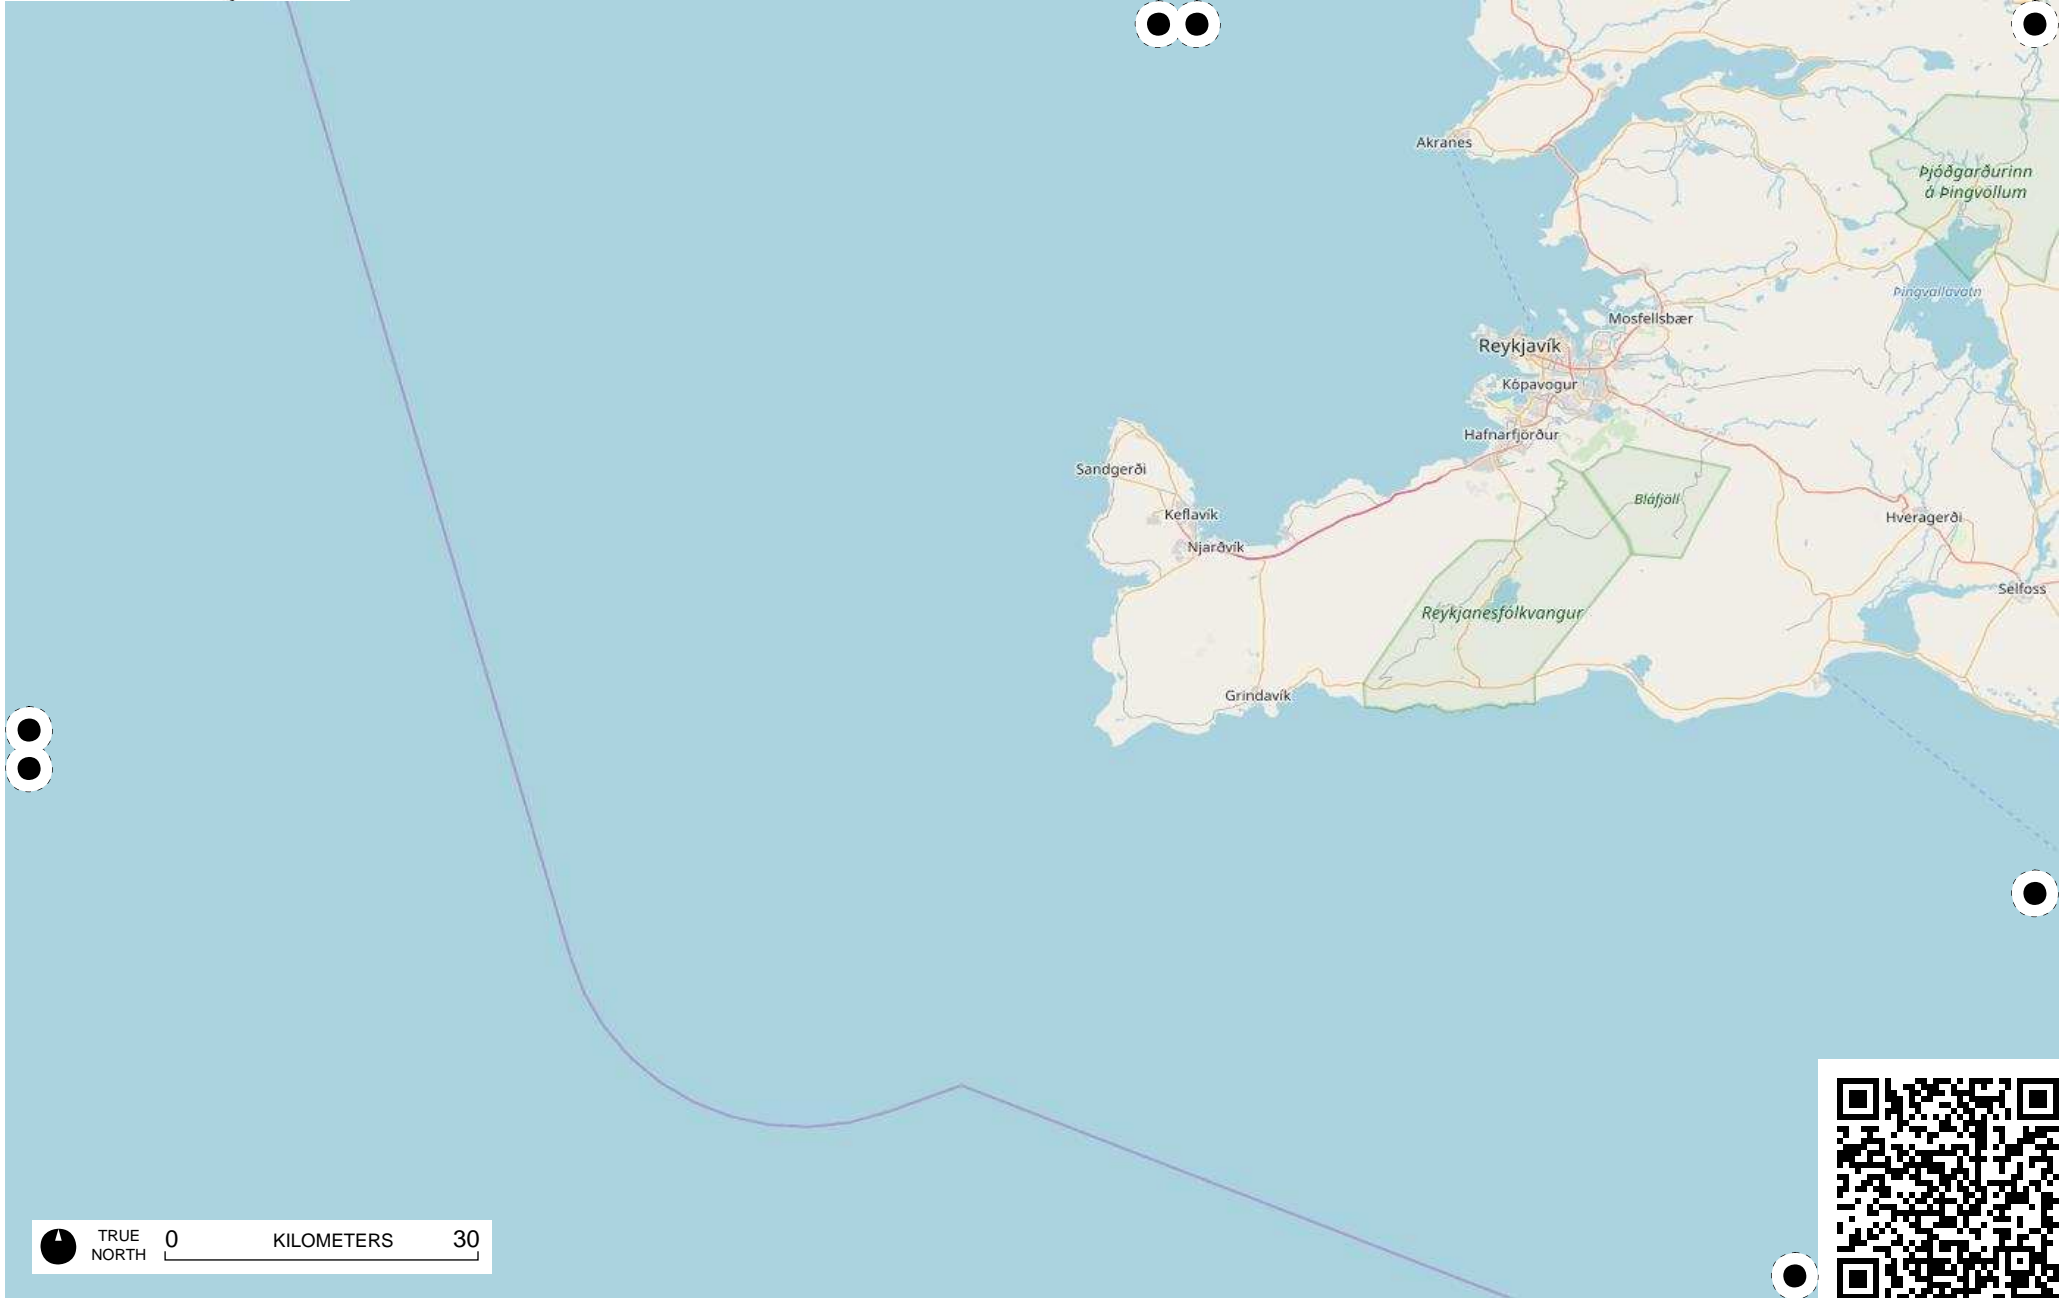 Akranes
Þjóðgarðurinn
á Þingvöllum
Þingvallavatn
Mosfellsbær
Reykjavík
Kópavogur
Hafnarfjörður
Sandgerði
Bláfjöll
Keflavík
Hveragerði
Njarðvík
Selfoss
Reykjanesfólkvangur
Grindavík
TRUE
NORTH
0 KILOMETERS 30